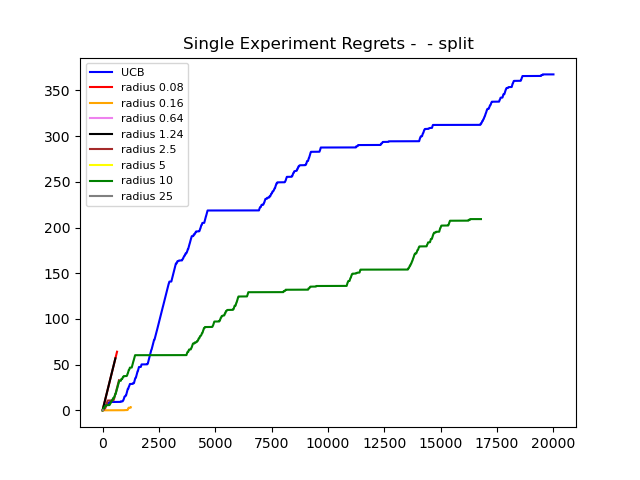 Single Experiment Regrets -  - split
UCB
radius 0.08
radius 0.16
radius 0.64
radius 1.24
radius 2.5
radius 5
radius 10
radius 25
350
300
250
200
150
100
50
0
0 2500 5000 7500 10000 12500 15000 17500 20000